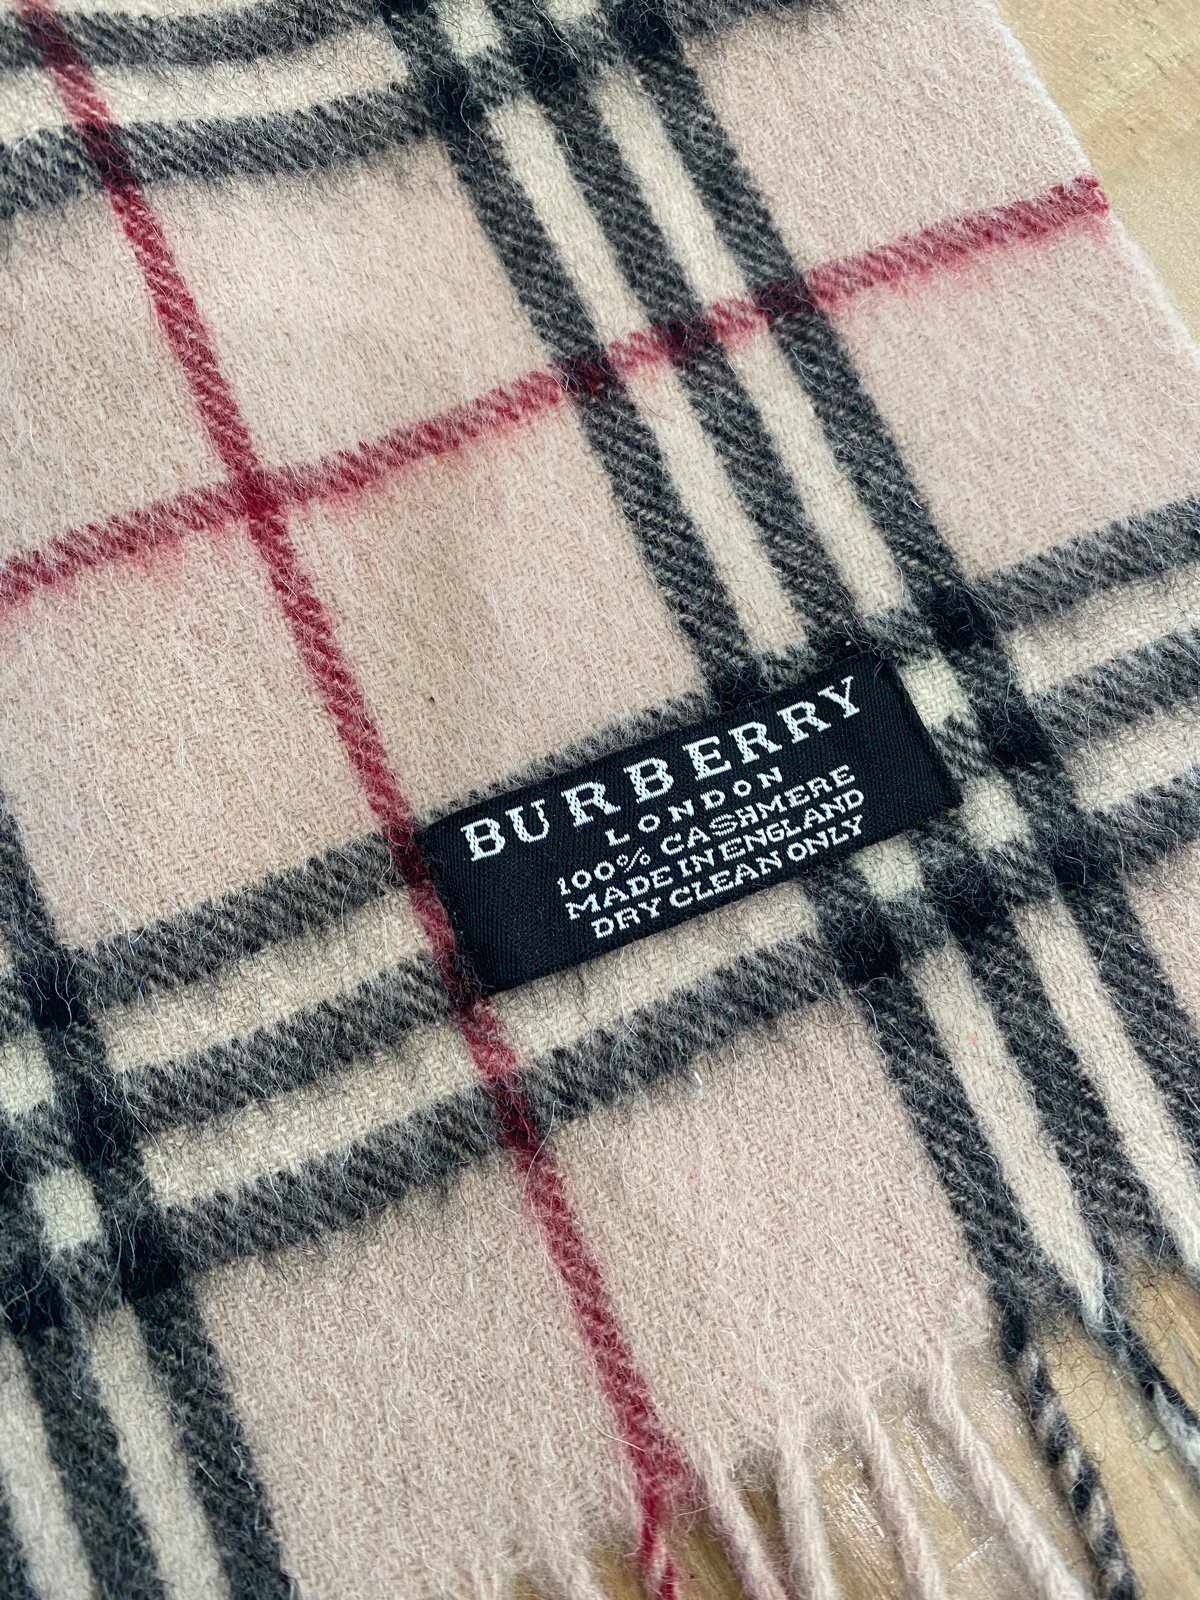 BURBERRY
LONDON
100% CASHMERE
MADE IN ENGLAND
DRY CLEAN ONLY